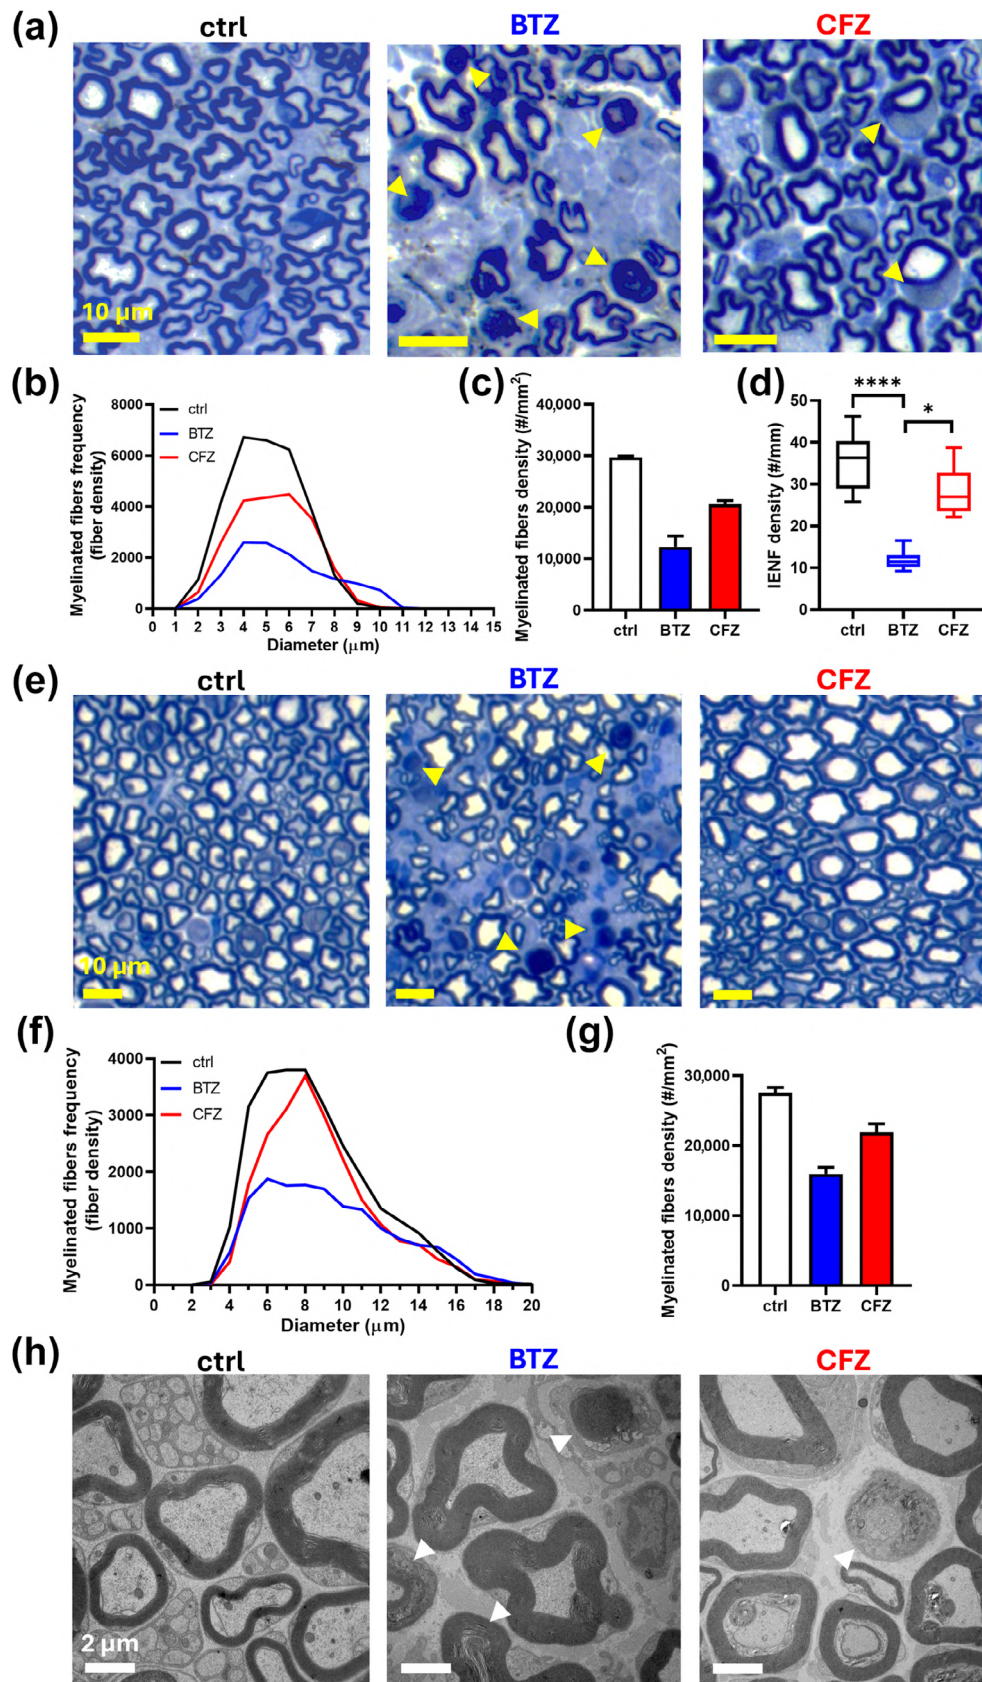 (a)
ctrl
BTZ
CFZ
10 µm
(b)
Myelinated fibers frequency
(fiber density)
8000
6000
4000
2000
0
ctrl
BTZ
CFZ
0 1 2 3 4 5 6 7 8 9 10 11 12 13 14 15
Diameter (µm)
(c)
Myelinated fibers density (#/mm²)
40,000
30,000
20,000
10,000
0
ctrl
BTZ
CFZ
(d)
IENF density (#/mm)
50
40
30
20
10
0
****
*
ctrl
BTZ
CFZ
(e)
ctrl
BTZ
CFZ
10 µm
(f)
Myelinated fibers frequency
(fiber density)
4000
3000
2000
1000
0
ctrl
BTZ
CFZ
0 2 4 6 8 10 12 14 16 18 20
Diameter (µm)
(g)
Myelinated fibers density (#/mm²)
30,000
20,000
10,000
0
ctrl
BTZ
CFZ
(h)
ctrl
BTZ
CFZ
2 µm